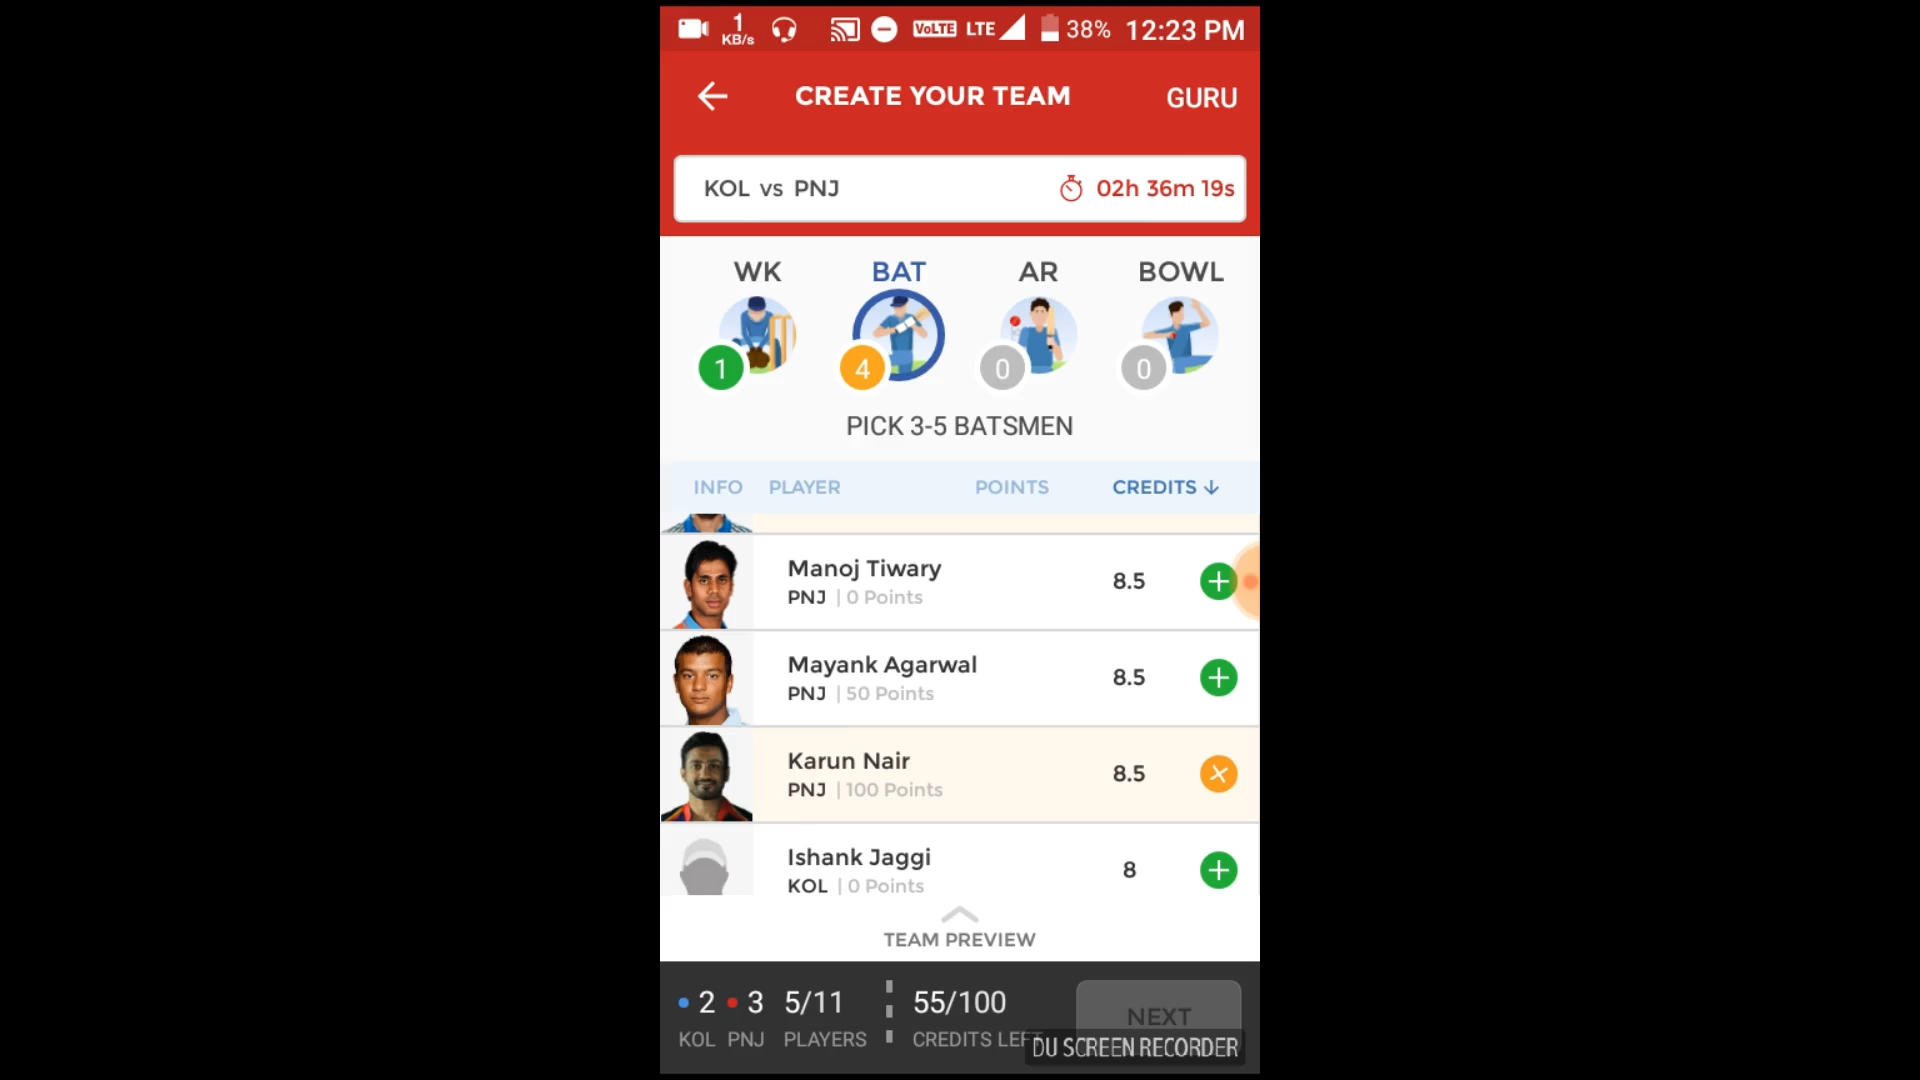 1 KB/s VoLTE LTE 38% 12:23 PM
CREATE YOUR TEAM GURU
KOL vs PNJ 02h 36m 19s
WK BAT AR BOWL
1 4 0 0
PICK 3-5 BATSMEN
INFO PLAYER POINTS CREDITS
Manoj Tiwary
PNJ | 0 Points 8.5
Mayank Agarwal
PNJ | 50 Points 8.5
Karun Nair
PNJ | 100 Points 8.5
Ishank Jaggi
KOL | 0 Points 8
TEAM PREVIEW
2 3 5/11 55/100 NEXT
KOL PNJ PLAYERS CREDITS LEFT
DU SCREEN RECORDER